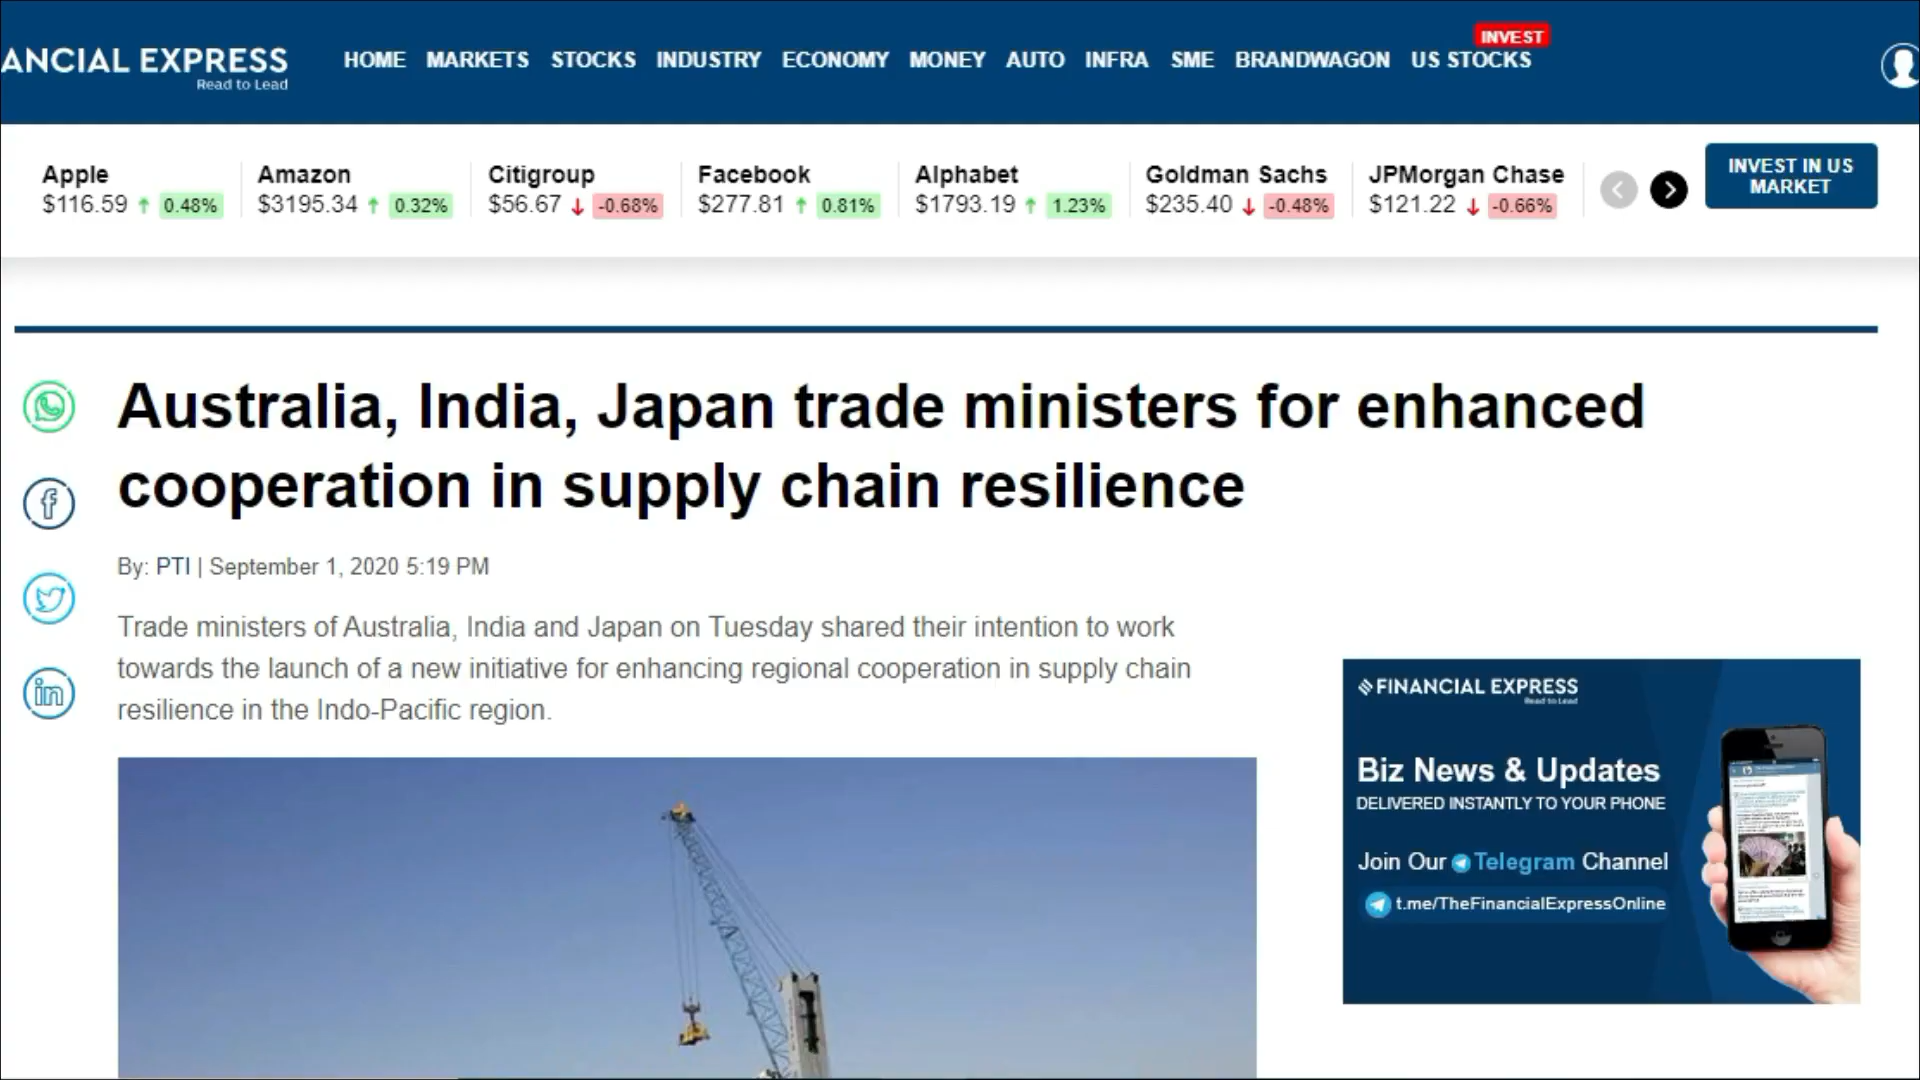 ANCIAL EXPRESS
Read to Lead
HOME MARKETS STOCKS INDUSTRY ECONOMY MONEY AUTO INFRA SME BRANDWAGON US STOCKS
INVEST
Apple
$116.59 ↑ 0.48%
Amazon
$3195.34 ↑ 0.32%
Citigroup
$56.67 ↓ -0.68%
Facebook
$277.81 ↑ 0.81%
Alphabet
$1793.19 ↑ 1.23%
Goldman Sachs
$235.40 ↓ -0.48%
JPMorgan Chase
$121.22 ↓ -0.66%
INVEST IN US
MARKET
Australia, India, Japan trade ministers for enhanced
cooperation in supply chain resilience
By: PTI | September 1, 2020 5:19 PM
Trade ministers of Australia, India and Japan on Tuesday shared their intention to work
towards the launch of a new initiative for enhancing regional cooperation in supply chain
resilience in the Indo-Pacific region.
FINANCIAL EXPRESS
Read to Lead
Biz News & Updates
DELIVERED INSTANTLY TO YOUR PHONE
Join Our Telegram Channel
t.me/TheFinancialExpressOnline